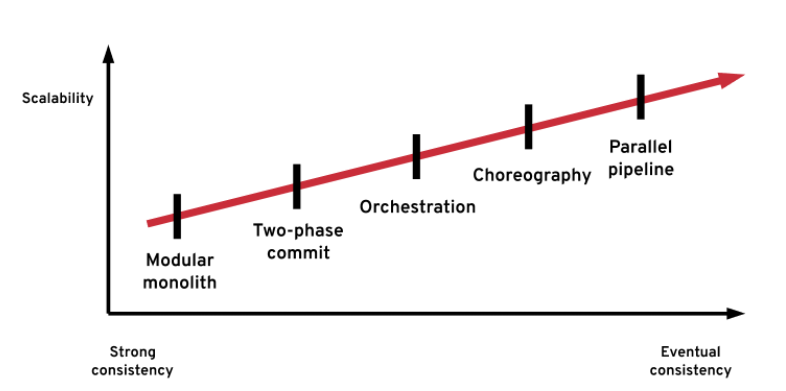 Scalability
Parallel
pipeline
Choreography
Orchestration
Two-phase
commit
Modular
monolith
Strong
consistency
Eventual
consistency